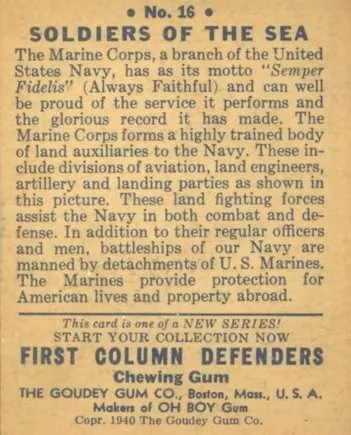 • No. 16 •
SOLDIERS OF THE SEA
The Marine Corps, a branch of the United
States Navy, has as its motto "Semper
Fidelis" (Always Faithful) and can well
be proud of the service it performs and
the glorious record it has made. The
Marine Corps forms a highly trained body
of land auxiliaries to the Navy. These in-
clude divisions of aviation, land engineers,
artillery and landing parties as shown in
this picture. These land fighting forces
assist the Navy in both combat and de-
fense. In addition to their regular officers
and men, battleships of our Navy are
manned by detachments of U. S. Marines.
The Marines provide protection for
American lives and property abroad.
This card is one of a NEW SERIES!
START YOUR COLLECTION NOW
FIRST COLUMN DEFENDERS
Chewing Gum
THE GOUDEY GUM CO., Boston, Mass., U. S. A.
Makers of OH BOY Gum
Copr. 1940 The Goudey Gum Co.